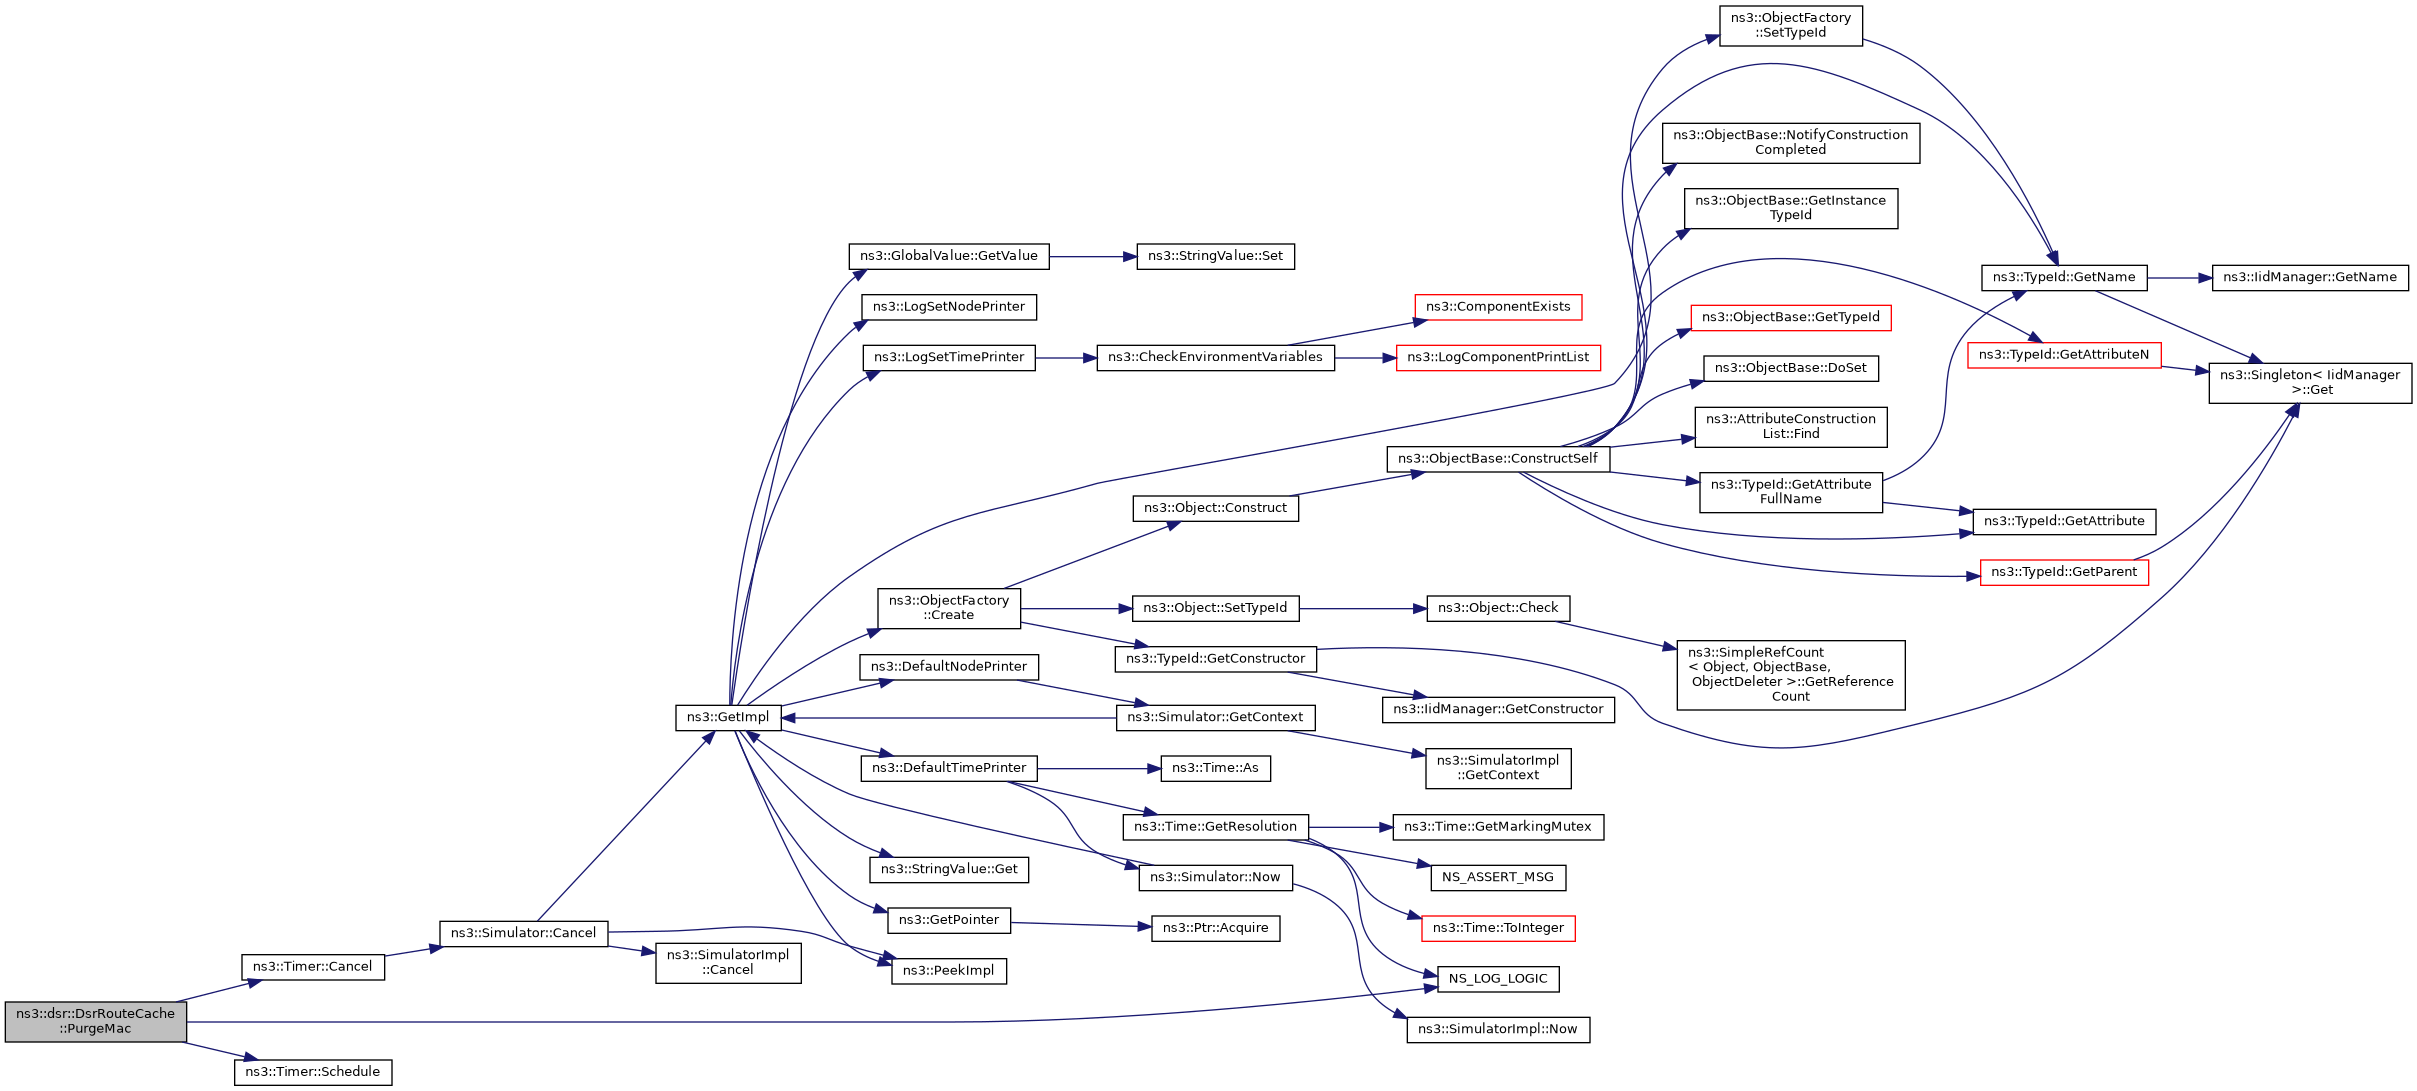 ns3::dsr::DsrRouteCache
::PurgeMac
ns3::Timer::Cancel
ns3::Timer::Schedule
ns3::Simulator::Cancel
ns3::SimulatorImpl
::Cancel
ns3::GetImpl
ns3::GlobalValue::GetValue
ns3::LogSetNodePrinter
ns3::LogSetTimePrinter
ns3::ObjectFactory
::Create
ns3::DefaultNodePrinter
ns3::DefaultTimePrinter
ns3::StringValue::Get
ns3::GetPointer
ns3::PeekImpl
ns3::StringValue::Set
ns3::CheckEnvironmentVariables
ns3::Object::Construct
ns3::Object::SetTypeId
ns3::TypeId::GetConstructor
ns3::Simulator::GetContext
ns3::Time::As
ns3::Time::GetResolution
ns3::Simulator::Now
ns3::Ptr::Acquire
ns3::ComponentExists
ns3::LogComponentPrintList
ns3::ObjectBase::ConstructSelf
ns3::Object::Check
ns3::IidManager::GetConstructor
ns3::SimulatorImpl
::GetContext
ns3::Time::GetMarkingMutex
NS_ASSERT_MSG
ns3::Time::ToInteger
NS_LOG_LOGIC
ns3::SimulatorImpl::Now
ns3::ObjectFactory
::SetTypeId
ns3::ObjectBase::NotifyConstruction
Completed
ns3::ObjectBase::GetInstance
TypeId
ns3::ObjectBase::GetTypeId
ns3::ObjectBase::DoSet
ns3::AttributeConstruction
List::Find
ns3::TypeId::GetAttribute
FullName
ns3::SimpleRefCount
< Object, ObjectBase,
ObjectDeleter >::GetReference
Count
ns3::TypeId::GetName
ns3::TypeId::GetAttributeN
ns3::TypeId::GetAttribute
ns3::TypeId::GetParent
ns3::IidManager::GetName
ns3::Singleton< IidManager
>::Get